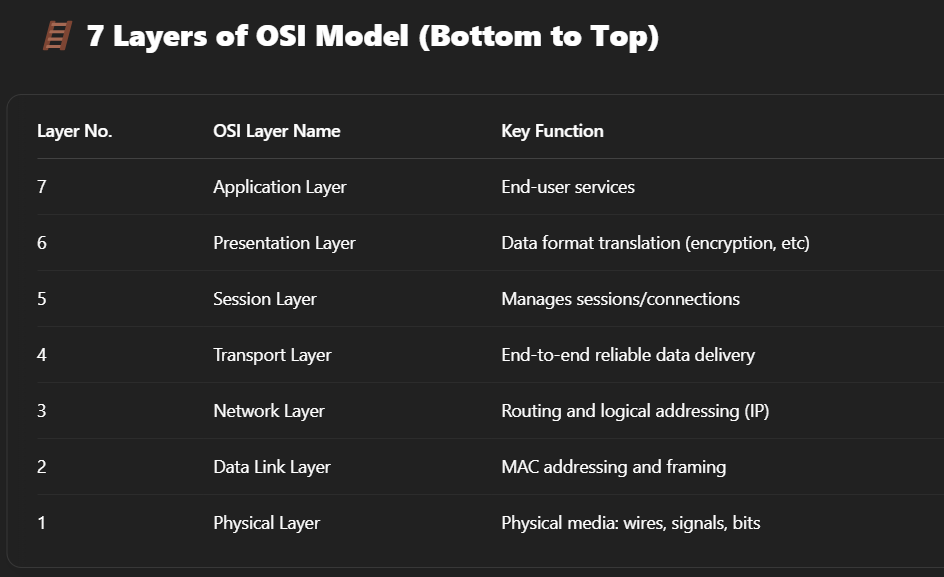 7 Layers of OSI Model (Bottom to Top)
Layer No. OSI Layer Name Key Function
7 Application Layer End-user services
6 Presentation Layer Data format translation (encryption, etc)
5 Session Layer Manages sessions/connections
4 Transport Layer End-to-end reliable data delivery
3 Network Layer Routing and logical addressing (IP)
2 Data Link Layer MAC addressing and framing
1 Physical Layer Physical media: wires, signals, bits